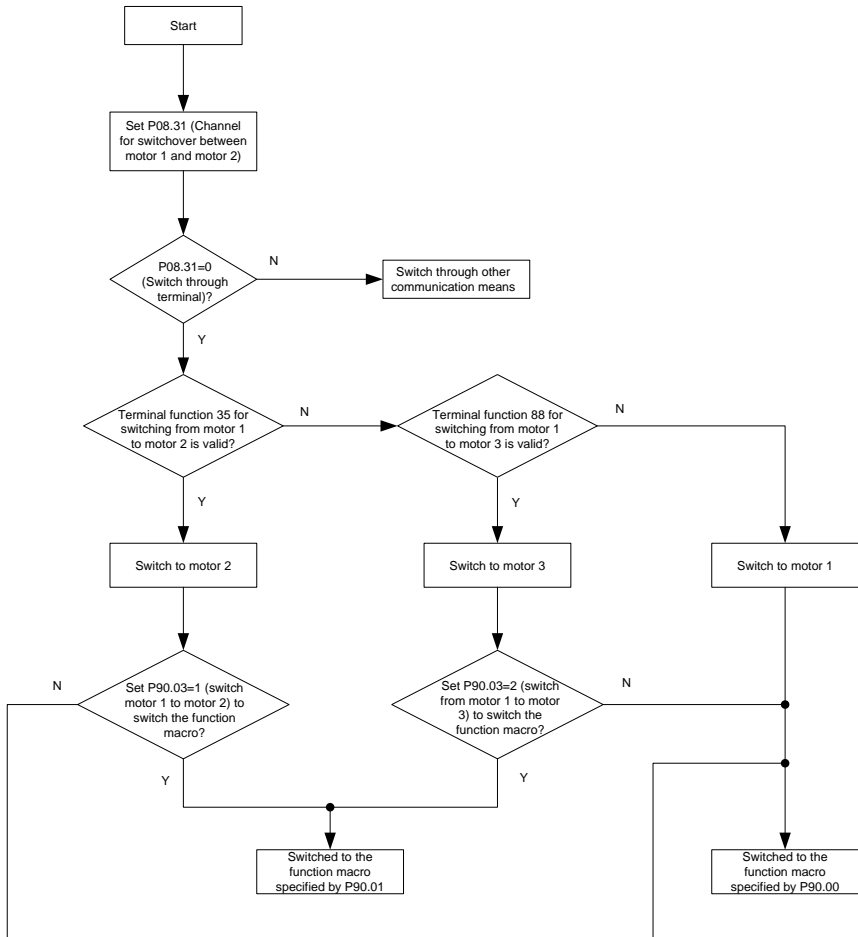 Start
Set P08.31 (Channel
for switchover between
motor 1 and motor 2)
P08.31=0
(Switch through
terminal)?
N
Switch through other
communication means
Y
Terminal function 35 for
switching from motor 1
to motor 2 is valid?
N
Terminal function 88 for
switching from motor 1
to motor 3 is valid?
N
Y
Y
Switch to motor 2
Switch to motor 3
Switch to motor 1
N
Set P90.03=1 (switch
motor 1 to motor 2) to
switch the function
macro?
Set P90.03=2 (switch
from motor 1 to motor
3) to switch the
function macro?
N
Y
Y
Switched to the
function macro
specified by P90.01
Switched to the
function macro
specified by P90.00